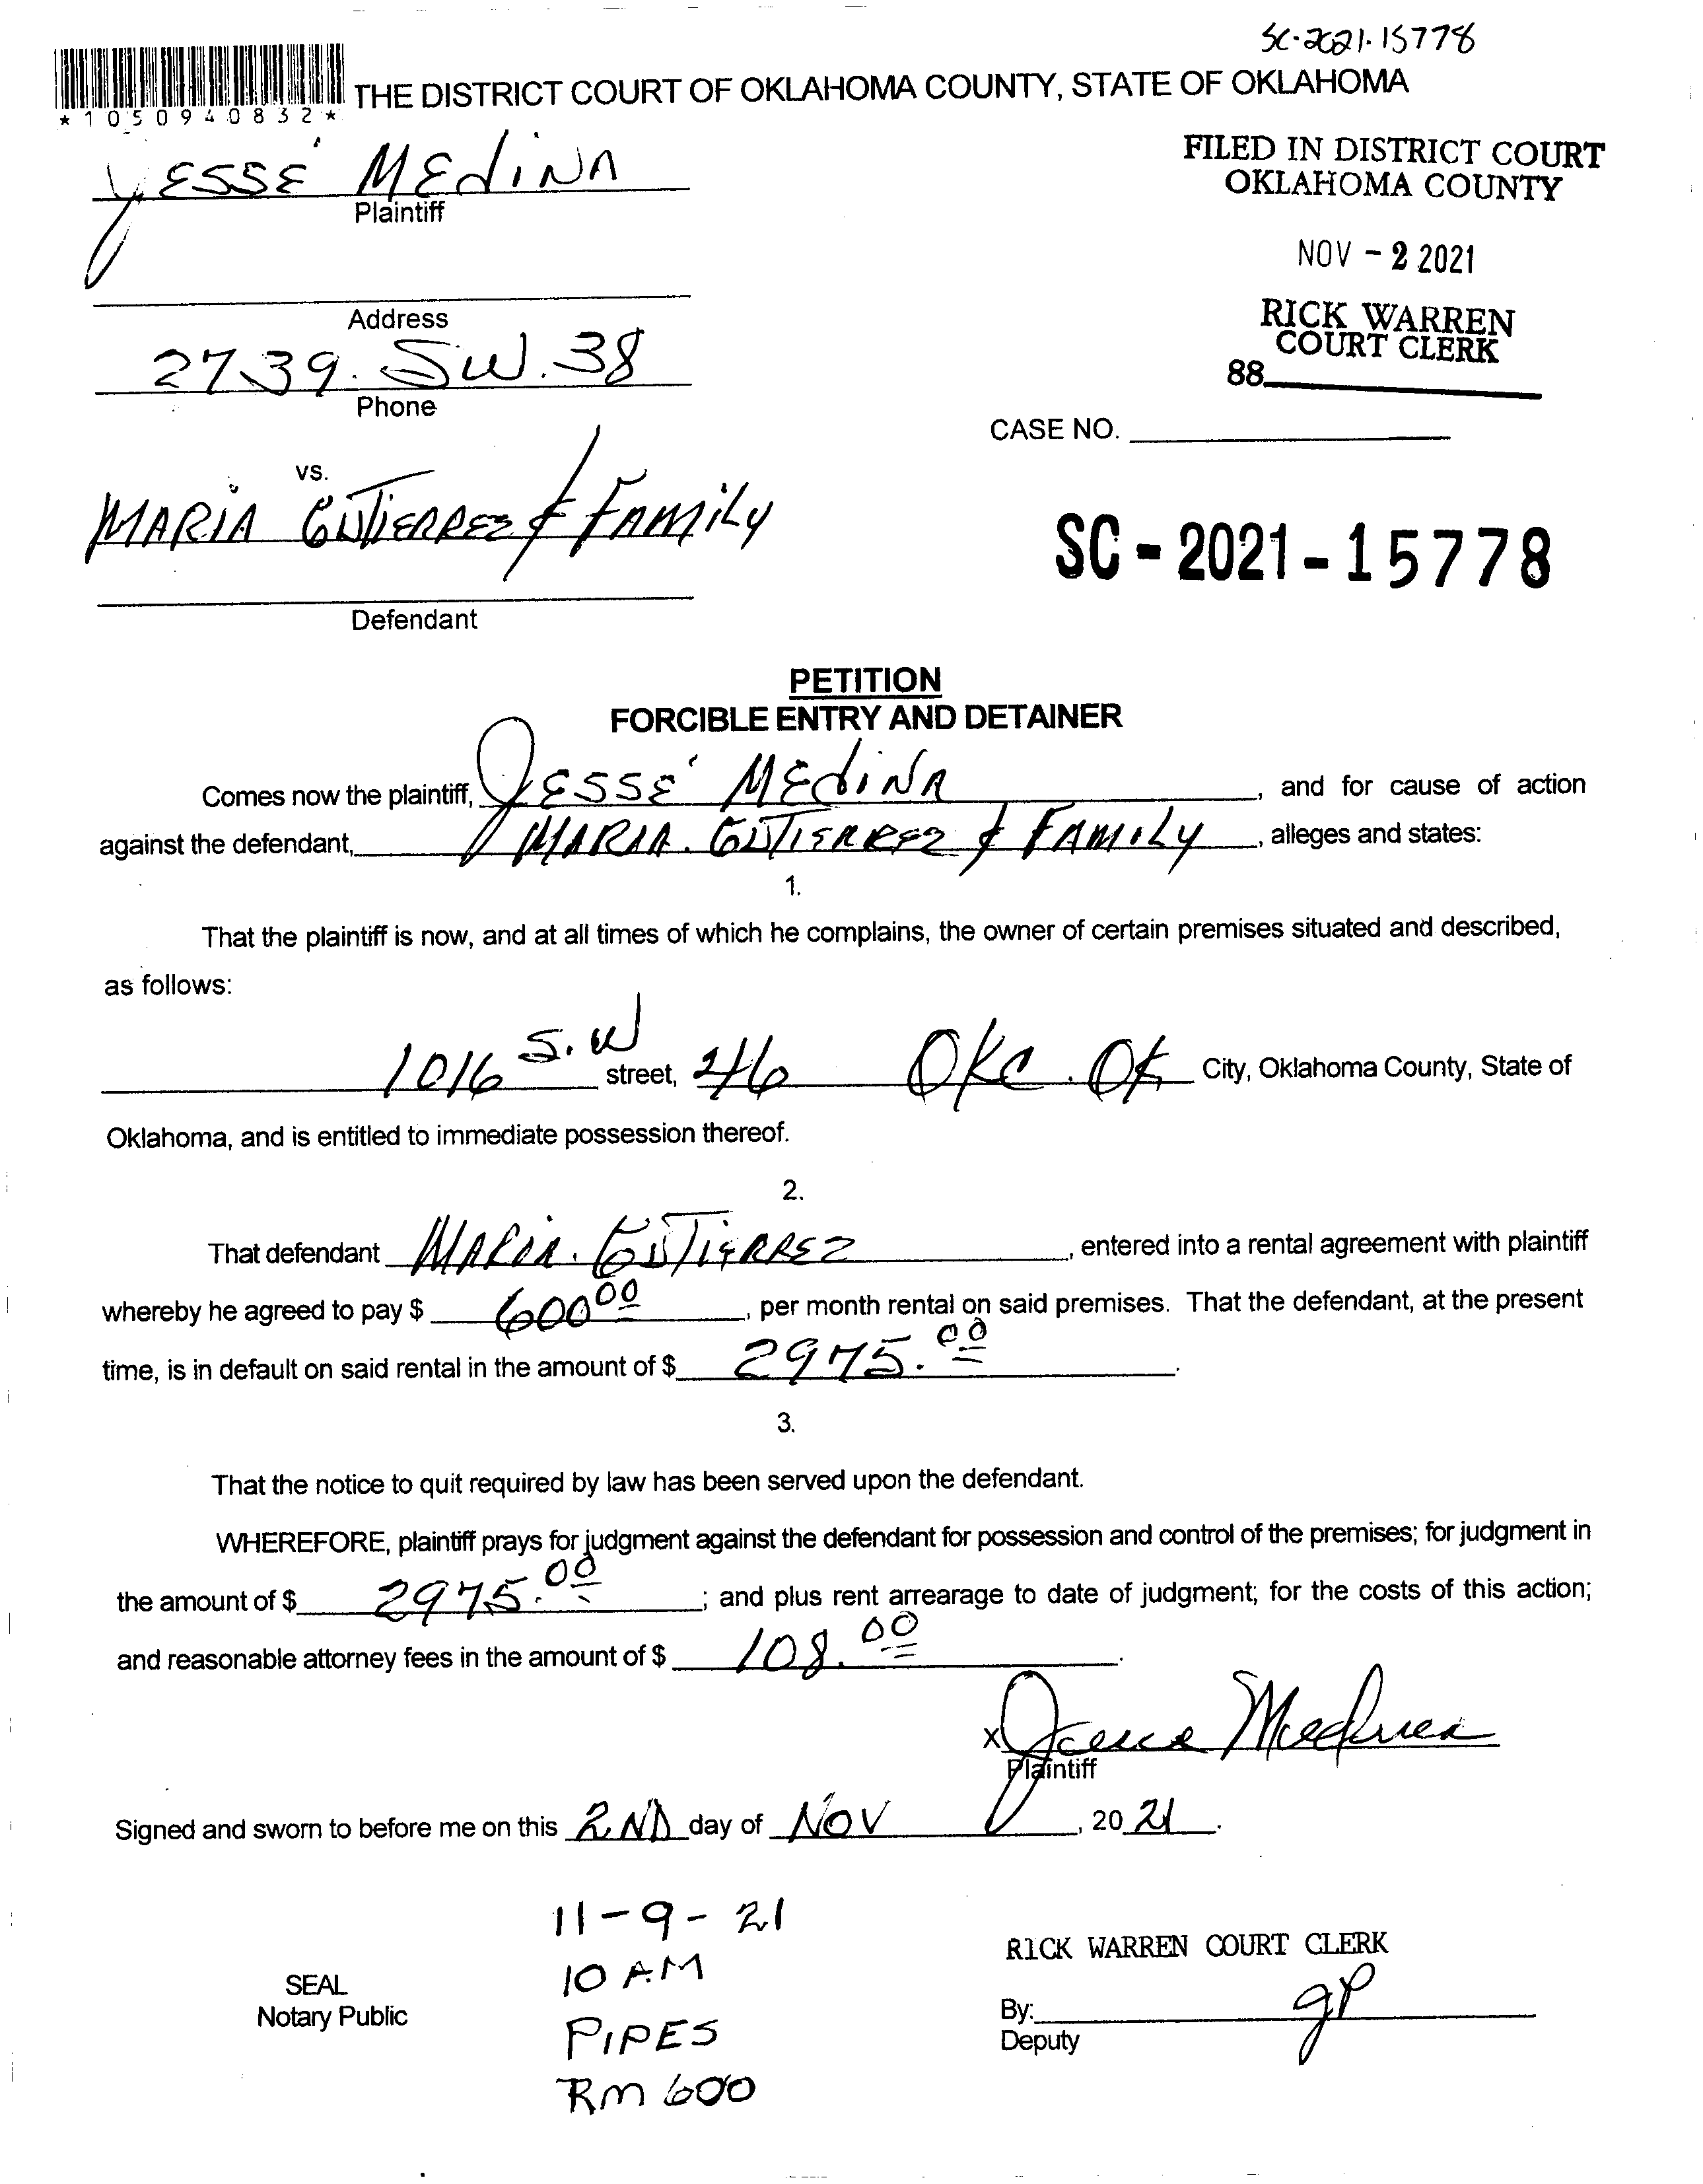 SC-2021-15778
THE DISTRICT COURT OF OKLAHOMA COUNTY, STATE OF OKLAHOMA
*1050940832*
JESSE MEdiNA
Plaintiff
FILED IN DISTRICT COURT
OKLAHOMA COUNTY
NOV - 2 2021
RICK WARREN
COURT CLERK
88
Address
2739. SW. 38
Phone
CASE NO.
vs.
MARIA GUTIERREZ & FAMILY
SC - 2021 - 15778
Defendant
PETITION
FORCIBLE ENTRY AND DETAINER
Comes now the plaintiff, JESSE MEdiNA, and for cause of action
against the defendant, MARIA. GUTIERREZ & FAMILY, alleges and states:
1.
That the plaintiff is now, and at all times of which he complains, the owner of certain premises situated and described,
as follows:
1016 S.W street, 46 OKC. OK City, Oklahoma County, State of
Oklahoma, and is entitled to immediate possession thereof.
2.
That defendant MARIA. GUTIERREZ, entered into a rental agreement with plaintiff
whereby he agreed to pay $ 600 00, per month rental on said premises. That the defendant, at the present
time, is in default on said rental in the amount of $ 2975.00.
3.
That the notice to quit required by law has been served upon the defendant.
WHEREFORE, plaintiff prays for judgment against the defendant for possession and control of the premises; for judgment in
the amount of $ 2975.00; and plus rent arrearage to date of judgment; for the costs of this action;
and reasonable attorney fees in the amount of $ 108.00.
X Jesse Medina
Plaintiff
Signed and sworn to before me on this 2ND day of NOV, 20 21.
11-9-21
10 AM
PIPES
Rm 600
SEAL
Notary Public
RICK WARREN COURT CLERK
By: gP
Deputy